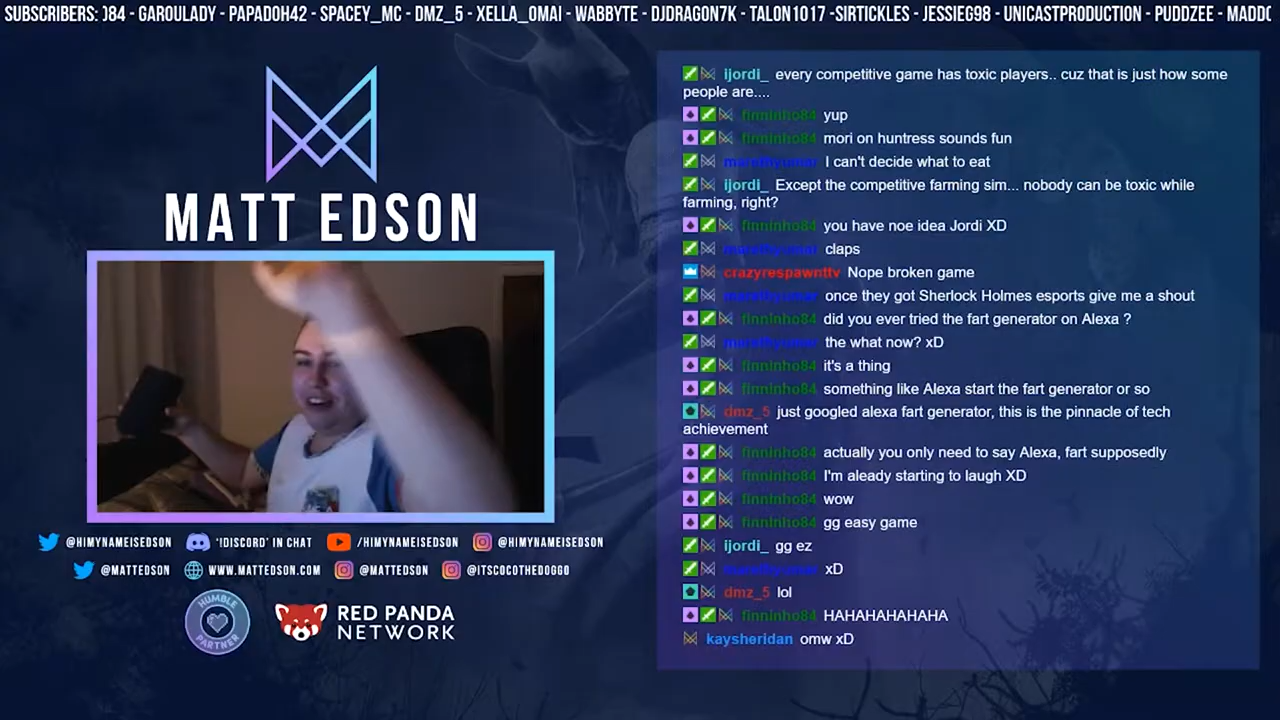 SUBSCRIBERS: )84 - GAROULADY - PAPADOH42 - SPACEY_MC - DMZ_5 - XELLA_OMAI - WABBYTE - DJDRAGON7K - TALON1017 -SIRTICKLES - JESSIEG98 - UNICASTPRODUCTION - PUDDZEE -
MATT EDSON
@HIMYNAMEISEDSON '!DISCORD' IN CHAT /HIMYNAMEISEDSON @HIMYNAMEISEDSON
@MATTEDSON WWW.MATTEDSON.COM @MATTEDSON @ITSCOCOTHEDOGGO
HUMBLE
PARTNER
RED PANDA
NETWORK
ijordi_ every competitive game has toxic players.. cuz that is just how some
people are....
finninho84 yup
finninho84 mori on huntress sounds fun
I can't decide what to eat
ijordi_ Except the competitive farming sim... nobody can be toxic while
farming, right?
finninho84 you have noe idea Jordi XD
claps
crazyrespawnttv Nope broken game
once they got Sherlock Holmes esports give me a shout
finninho84 did you ever tried the fart generator on Alexa ?
the what now? xD
finninho84 it's a thing
finninho84 something like Alexa start the fart generator or so
dmz_5 just googled alexa fart generator, this is the pinnacle of tech
achievement
finninho84 actually you only need to say Alexa, fart supposedly
finninho84 I'm aleady starting to laugh XD
finninho84 wow
finninho84 gg easy game
ijordi_ gg ez
xD
dmz_5 lol
finninho84 HAHAHAHAHAHA
kaysheridan omw xD